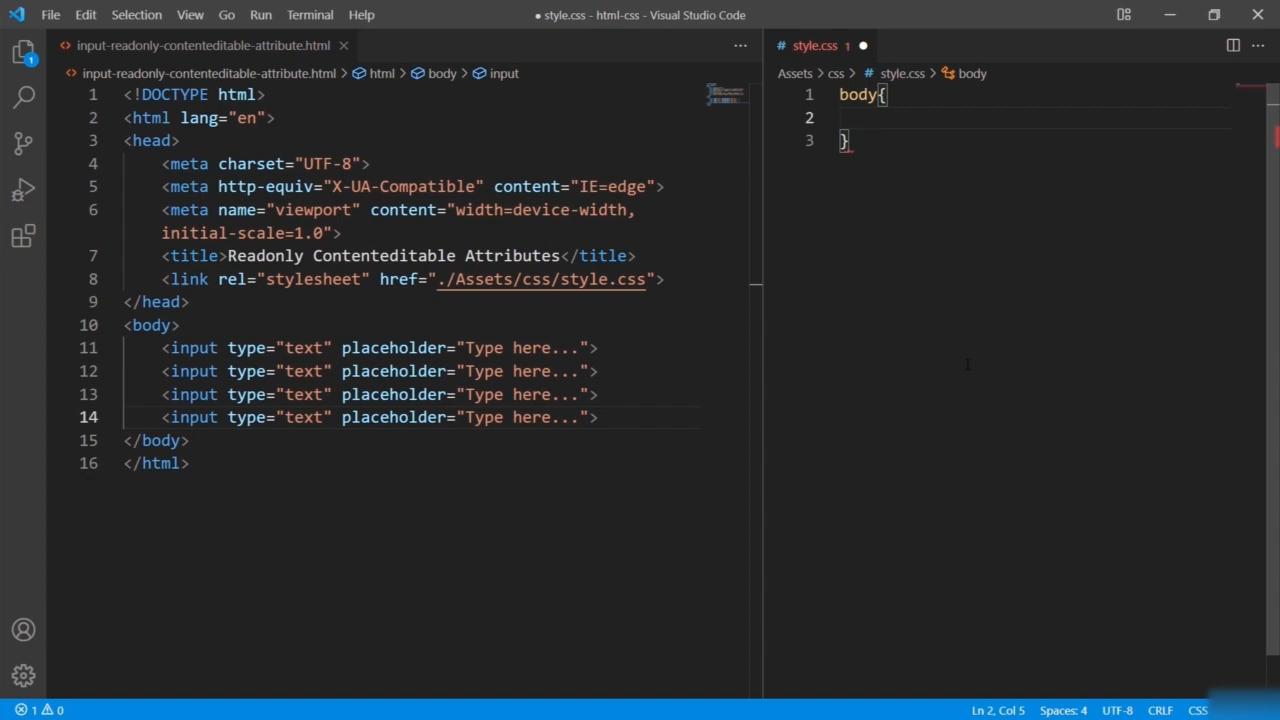 File Edit Selection View Go Run Terminal Help
● style.css - html-css - Visual Studio Code
input-readonly-contenteditable-attribute.html
input-readonly-contenteditable-attribute.html > html > body > input
1 <!DOCTYPE html>
2 <html lang="en">
3 <head>
4 <meta charset="UTF-8">
5 <meta http-equiv="X-UA-Compatible" content="IE=edge">
6 <meta name="viewport" content="width=device-width,
initial-scale=1.0">
7 <title>Readonly Contenteditable Attributes</title>
8 <link rel="stylesheet" href="./Assets/css/style.css">
9 </head>
10 <body>
11 <input type="text" placeholder="Type here...">
12 <input type="text" placeholder="Type here...">
13 <input type="text" placeholder="Type here...">
14 <input type="text" placeholder="Type here...">
15 </body>
16 </html>
# style.css 1 ●
Assets > css > # style.css > body
1 body{
2
3 }
1
1 0
Ln 2, Col 5 Spaces: 4 UTF-8 CRLF CSS